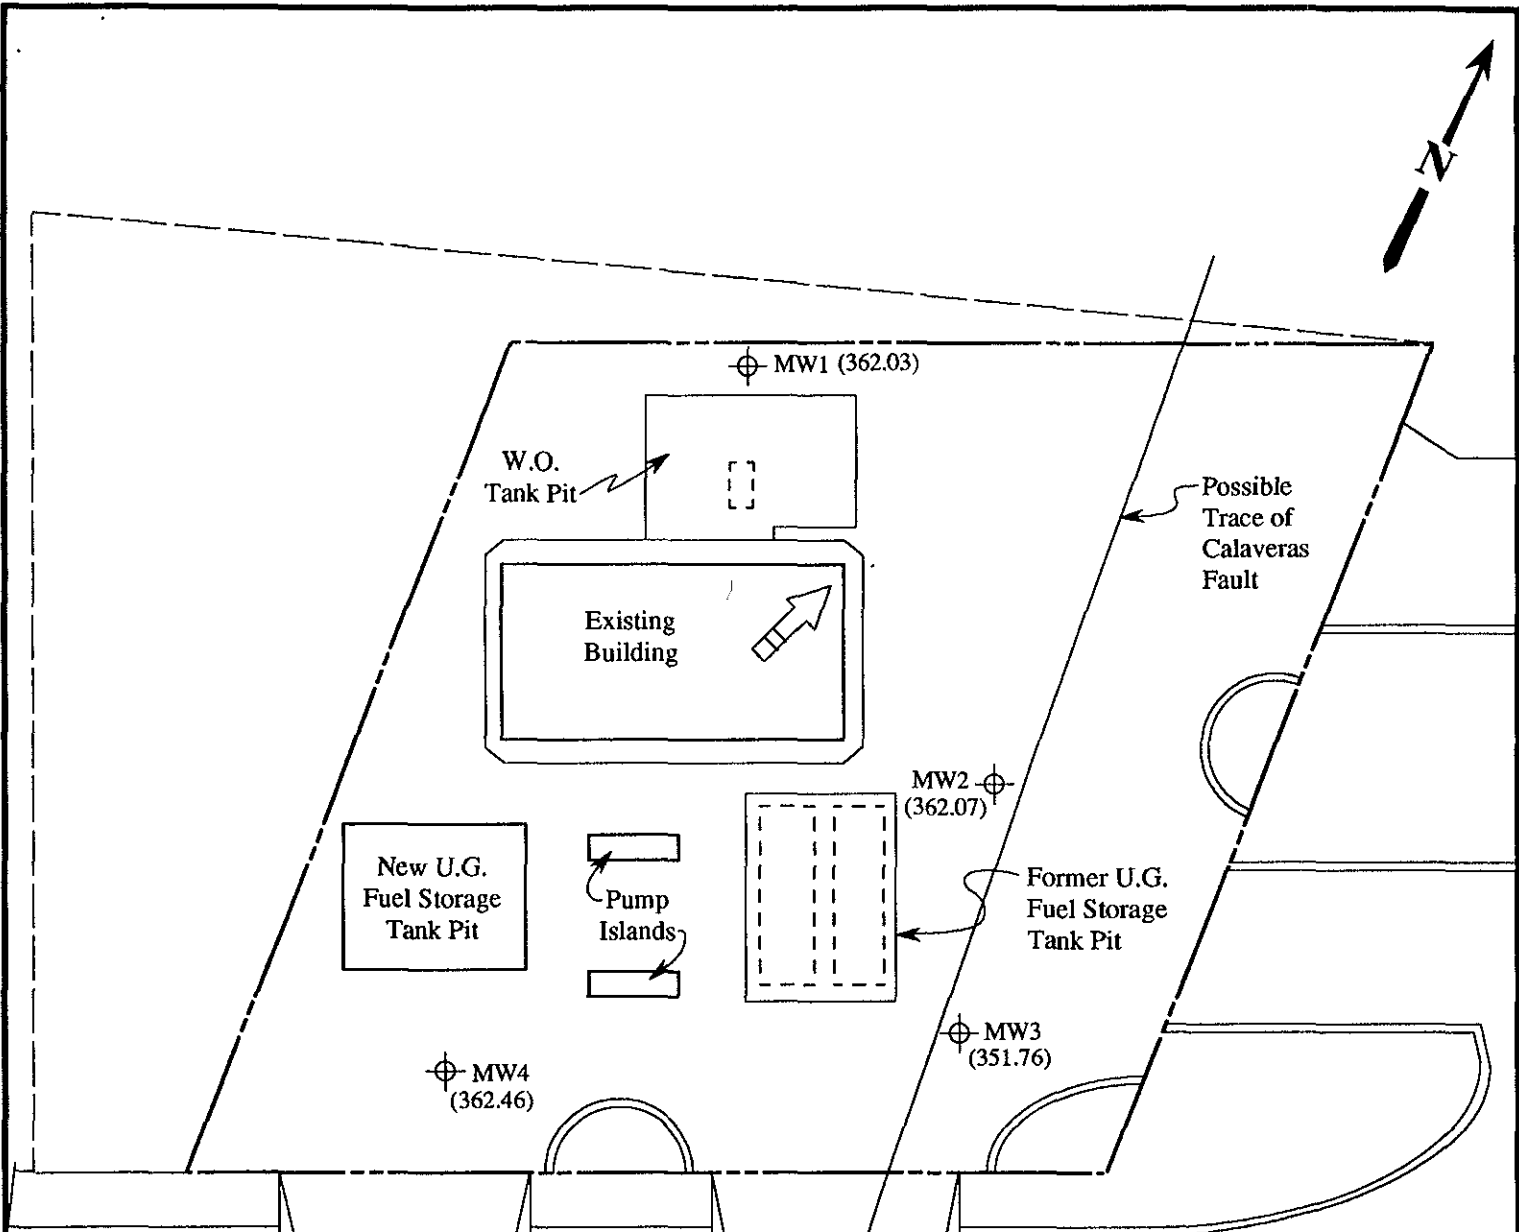 N
MW1 (362.03)
W.O.
Tank Pit
Possible
Trace of
Calaveras
Fault
Existing
Building
MW2
(362.07)
New U.G.
Fuel Storage
Tank Pit
Pump
Islands
Former U.G.
Fuel Storage
Tank Pit
MW3
(351.76)
MW4
(362.46)